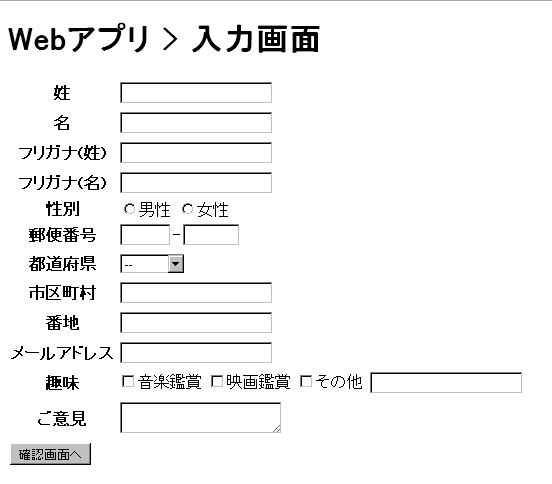 Webアプリ > 入力画面
姓
名
フリガナ(姓)
フリガナ(名)
性別 男性 女性
郵便番号 -
都道府県 --
市区町村
番地
メールアドレス
趣味 音楽鑑賞 映画鑑賞 その他
ご意見
確認画面へ